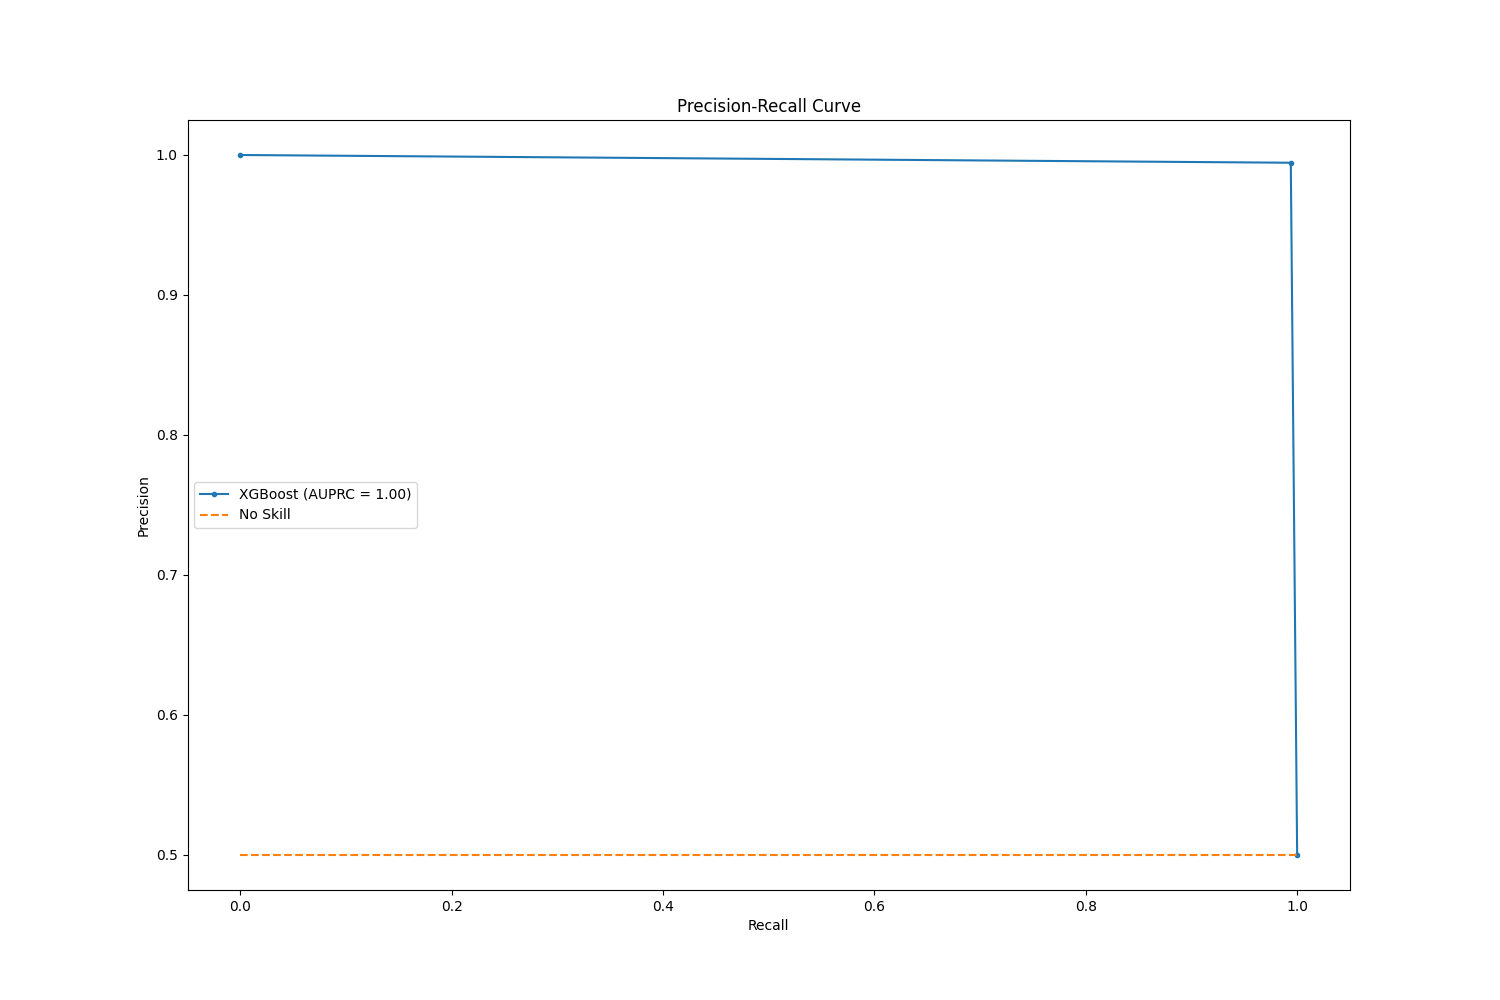 Precision-Recall Curve
1.0
0.9
0.8
0.7
0.6
0.5
Precision
XGBoost (AUPRC = 1.00)
No Skill
0.0 0.2 0.4 0.6 0.8 1.0
Recall